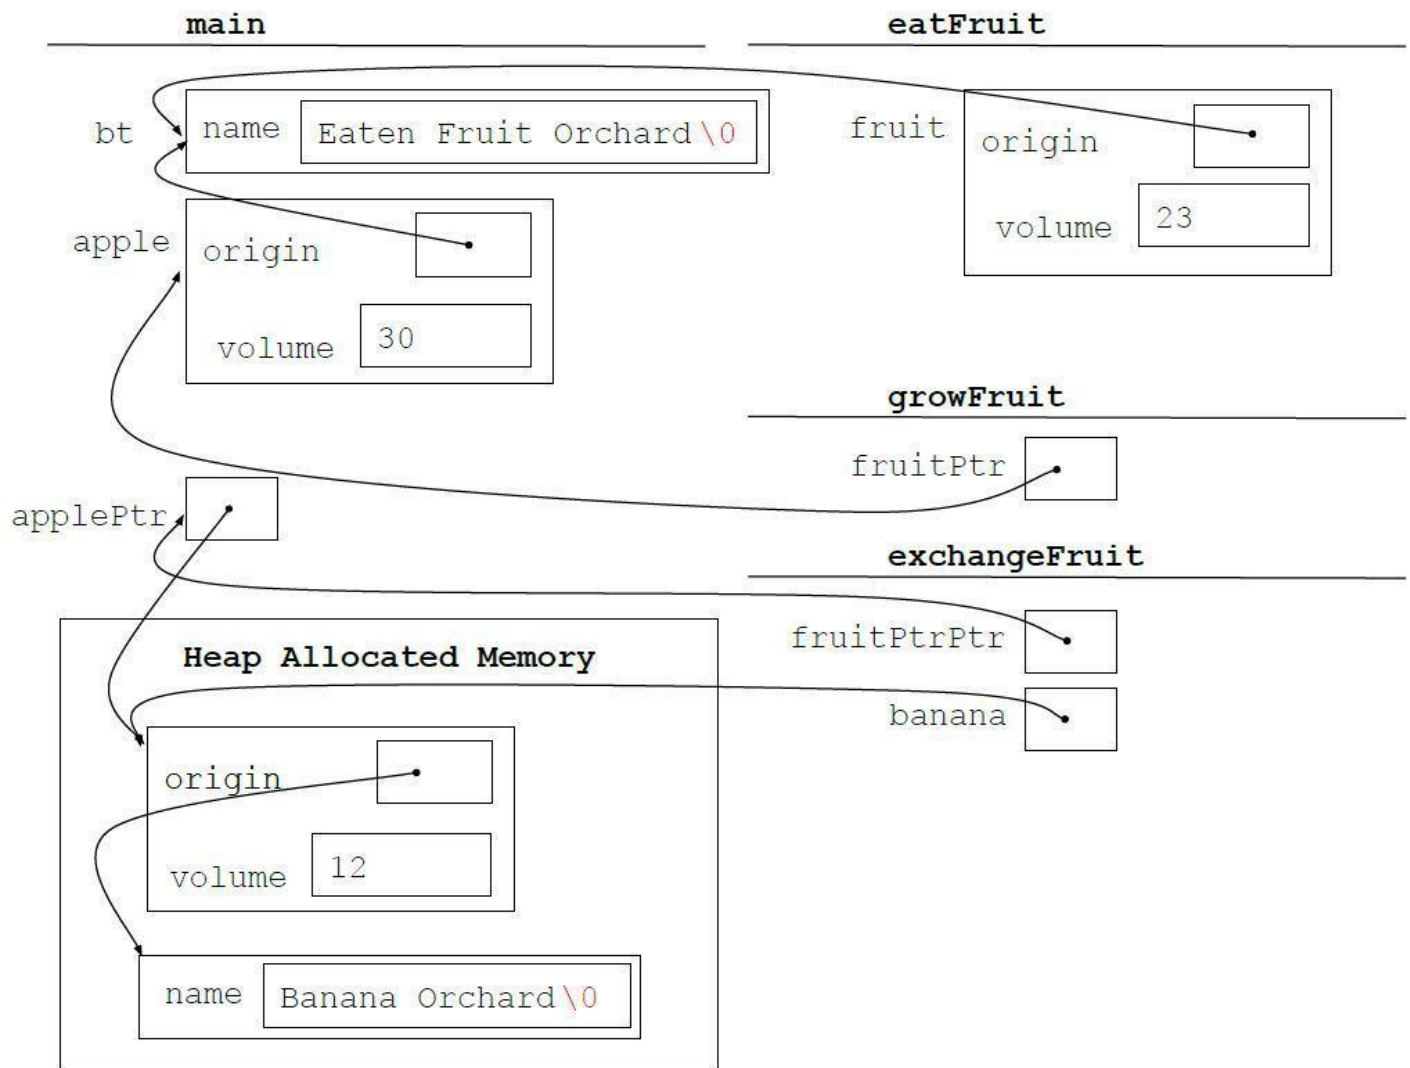 main
eatFruit
bt
name
Eaten Fruit Orchard\0
fruit
origin
volume
23
apple
origin
volume
30
growFruit
fruitPtr
applePtr
exchangeFruit
fruitPtrPtr
banana
Heap Allocated Memory
origin
volume
12
name
Banana Orchard\0